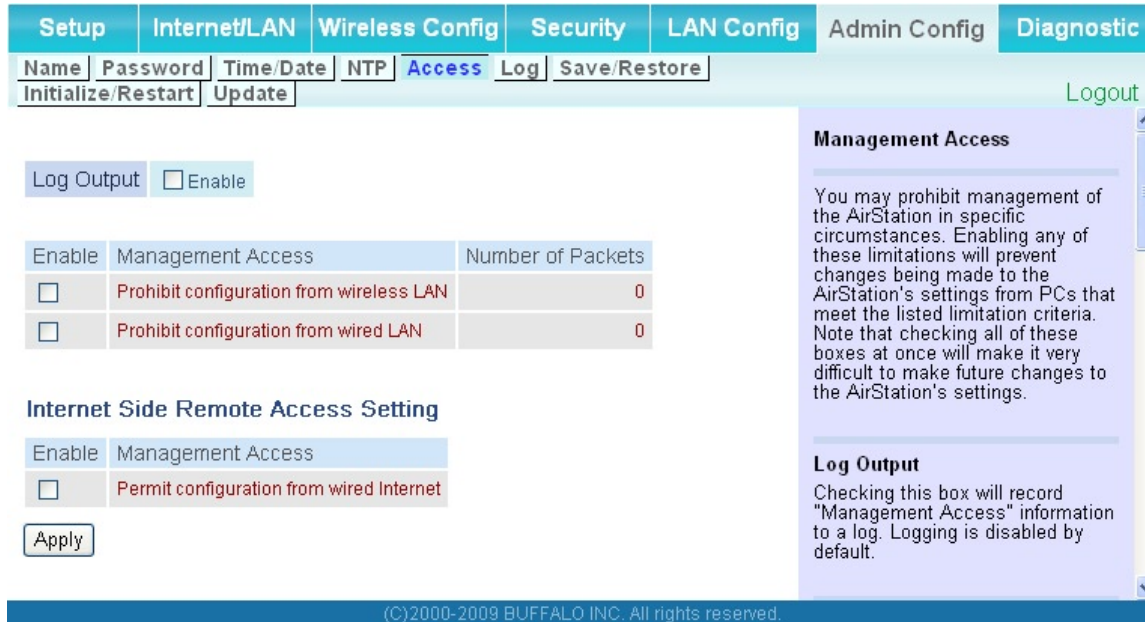 Setup Internet/LAN Wireless Config Security LAN Config Admin Config Diagnostic
Name Password Time/Date NTP Access Log Save/Restore
Initialize/Restart Update
Logout
Log Output Enable
Enable Management Access Number of Packets
Prohibit configuration from wireless LAN 0
Prohibit configuration from wired LAN 0
Internet Side Remote Access Setting
Enable Management Access
Permit configuration from wired Internet
Apply
Management Access
You may prohibit management of
the AirStation in specific
circumstances. Enabling any of
these limitations will prevent
changes being made to the
AirStation's settings from PCs that
meet the listed limitation criteria.
Note that checking all of these
boxes at once will make it very
difficult to make future changes to
the AirStation's settings.
Log Output
Checking this box will record
"Management Access" information
to a log. Logging is disabled by
default.
(C)2000-2009 BUFFALO INC. All rights reserved.